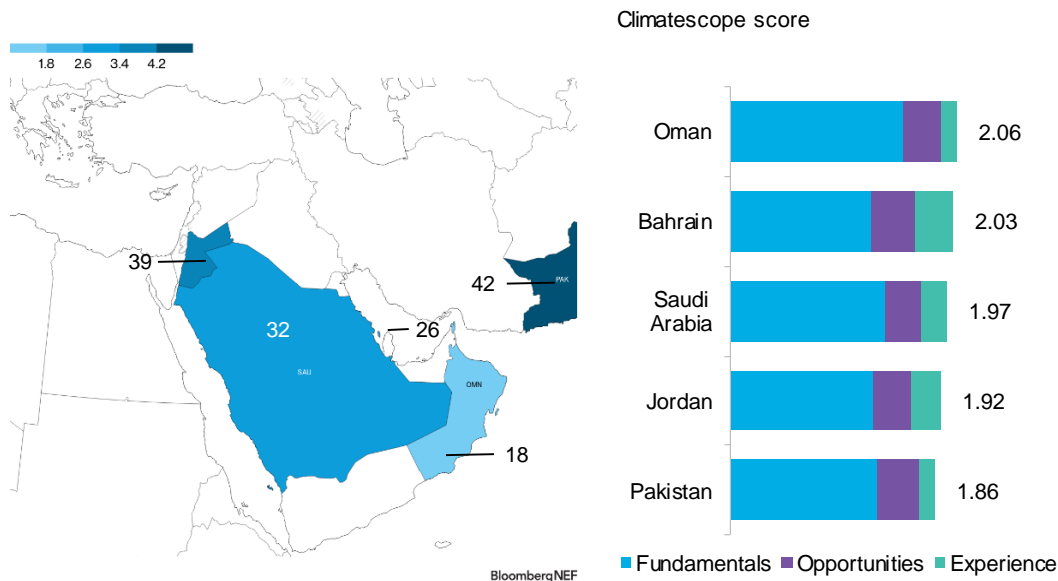 Climatescope score
1.8 2.6 3.4 4.2
39
32
SAU
26
42
PAK
OMN
18
BloombergNEF
Oman 2.06
Bahrain 2.03
Saudi
Arabia 1.97
Jordan 1.92
Pakistan 1.86
Fundamentals Opportunities Experience